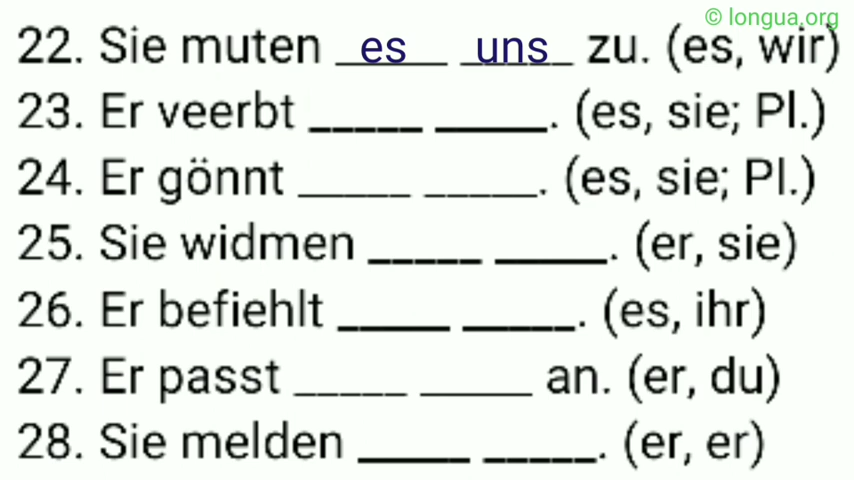 © longua.org
22. Sie muten es uns zu. (es, wir)
23. Er veerbt _____ _____. (es, sie; Pl.)
24. Er gönnt _____ _____. (es, sie; Pl.)
25. Sie widmen _____ _____. (er, sie)
26. Er befiehlt _____ _____. (es, ihr)
27. Er passt _____ _____ an. (er, du)
28. Sie melden _____ _____. (er, er)